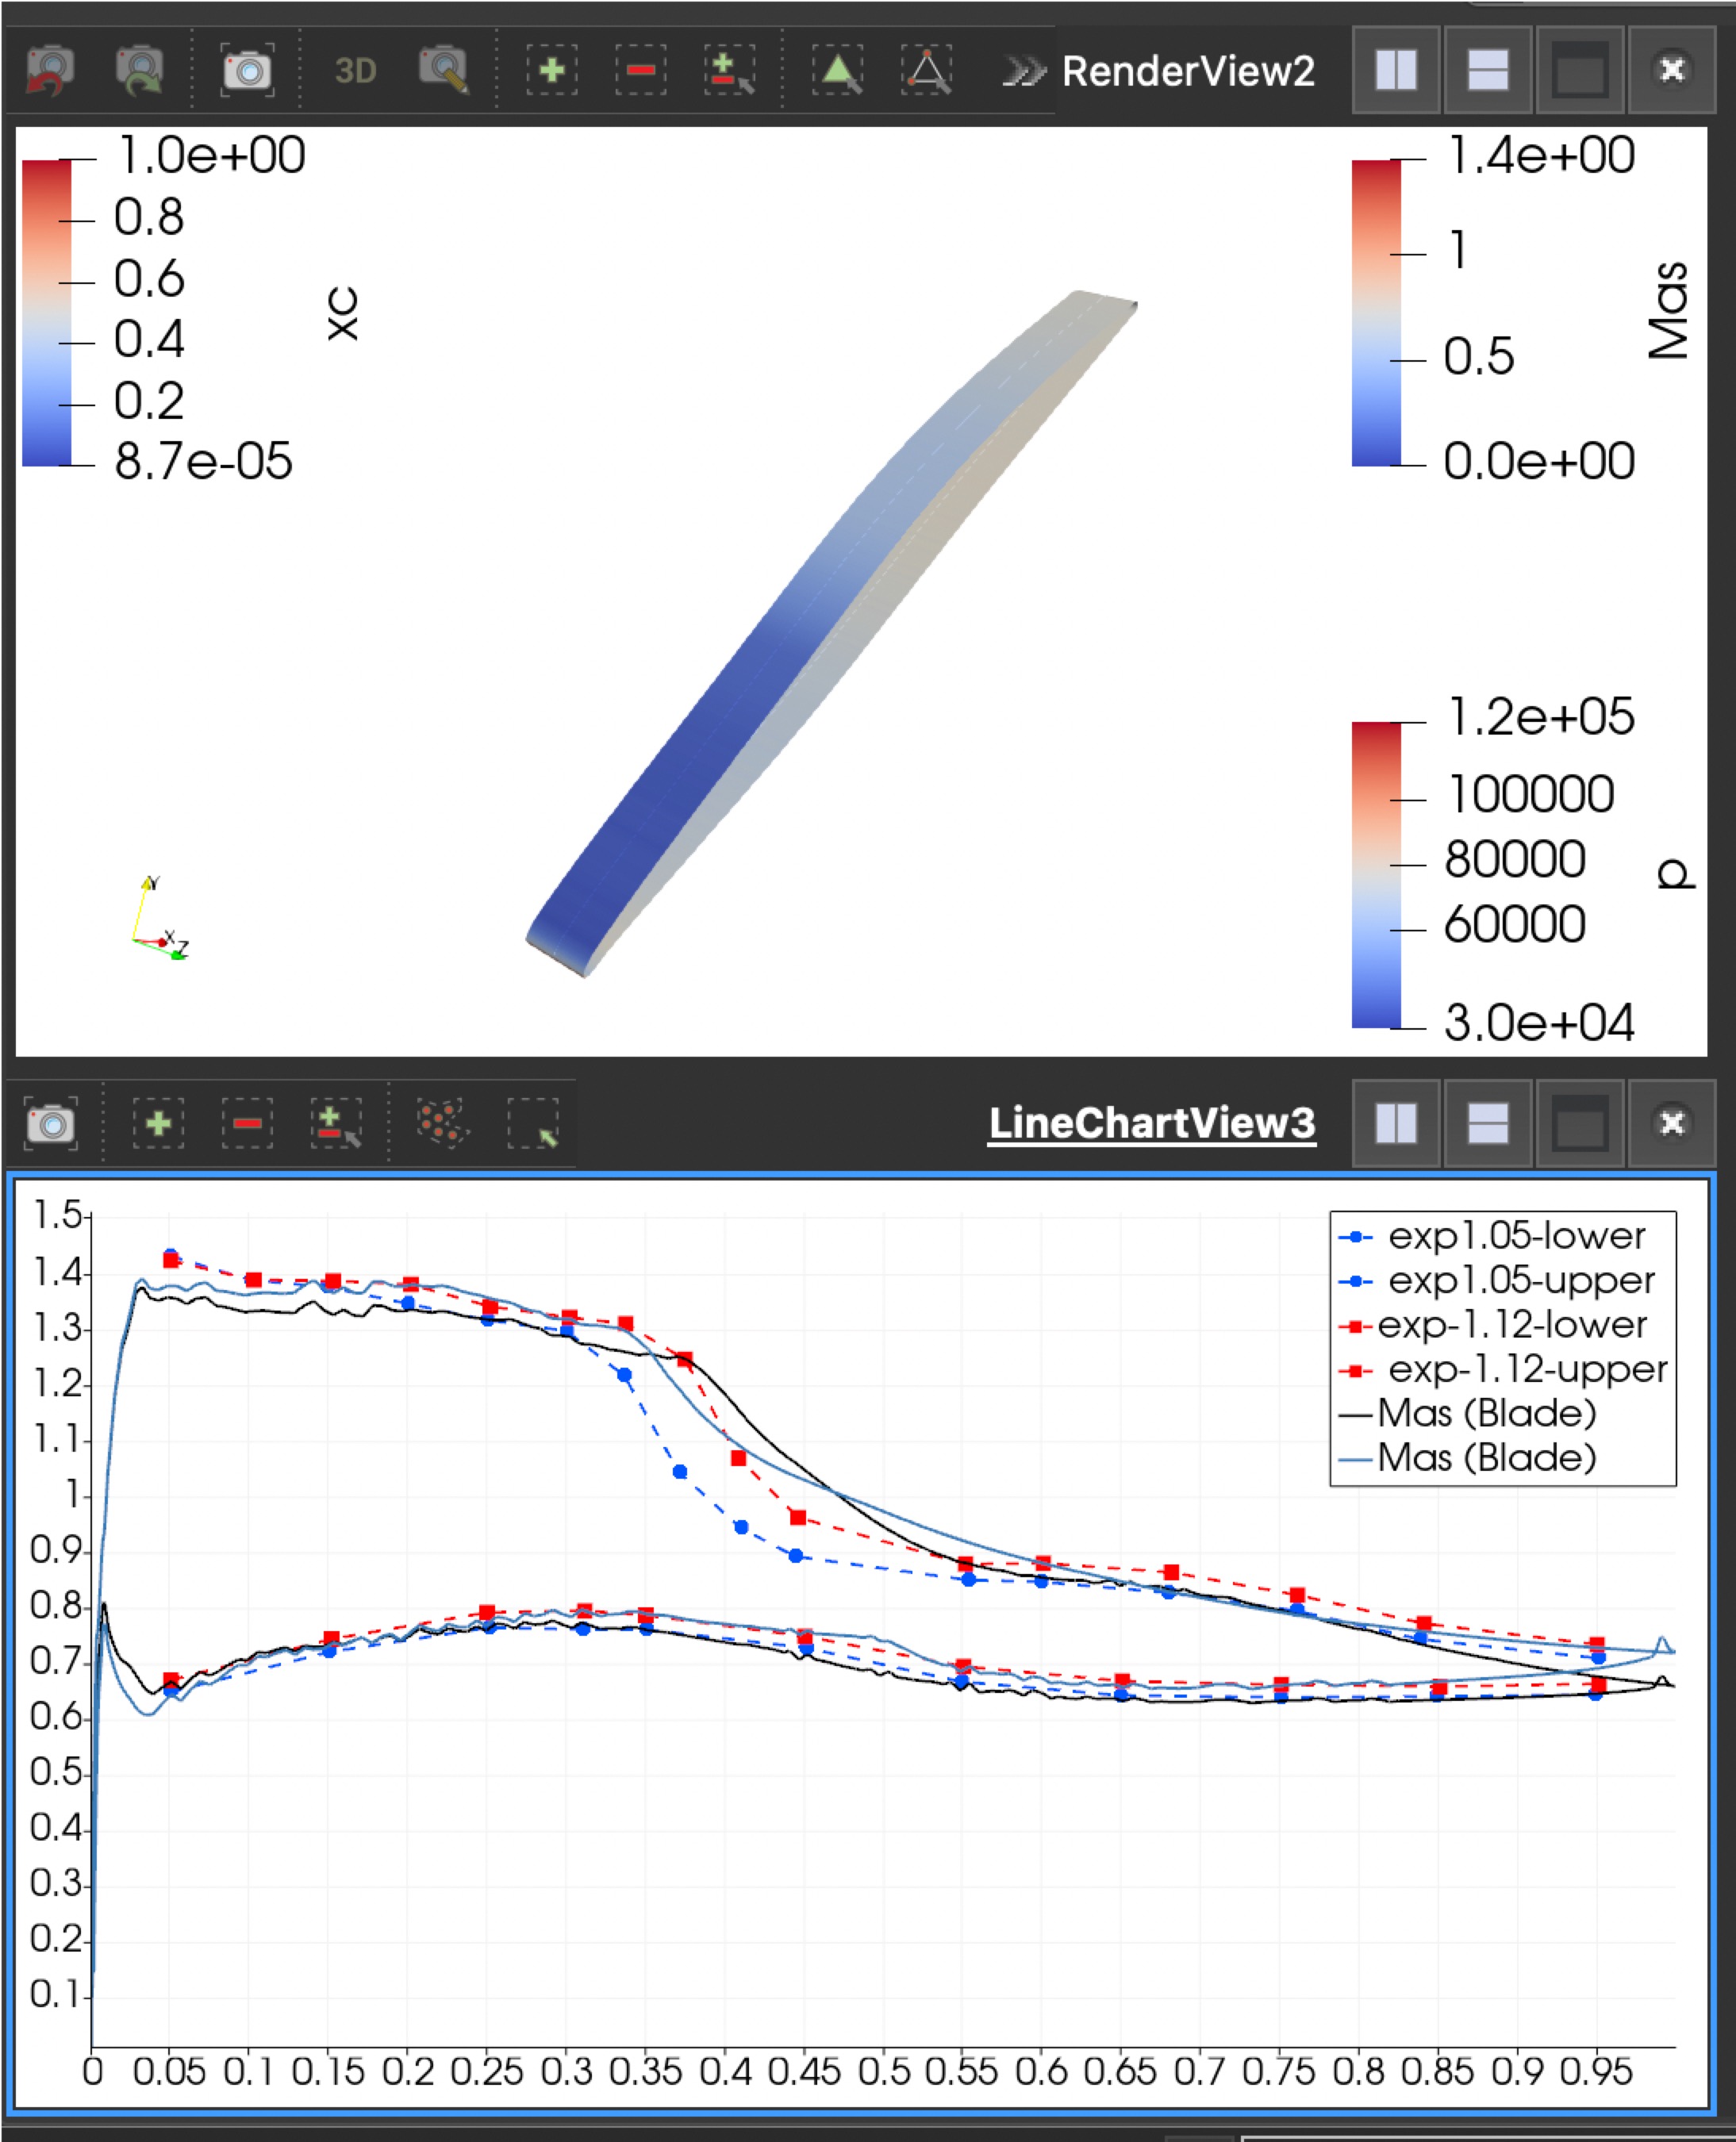 3D
RenderView2
1.0e+00
0.8
0.6
0.4
0.2
8.7e-05
xc
1.4e+00
1
0.5
0.0e+00
Mas
1.2e+05
100000
80000
60000
3.0e+04
p
Y
X
Z
LineChartView3
1.5
1.4
1.3
1.2
1.1
1
0.9
0.8
0.7
0.6
0.5
0.4
0.3
0.2
0.1
exp1.05-lower
exp1.05-upper
exp-1.12-lower
exp-1.12-upper
Mas (Blade)
Mas (Blade)
0 0.05 0.1 0.15 0.2 0.25 0.3 0.35 0.4 0.45 0.5 0.55 0.6 0.65 0.7 0.75 0.8 0.85 0.9 0.95